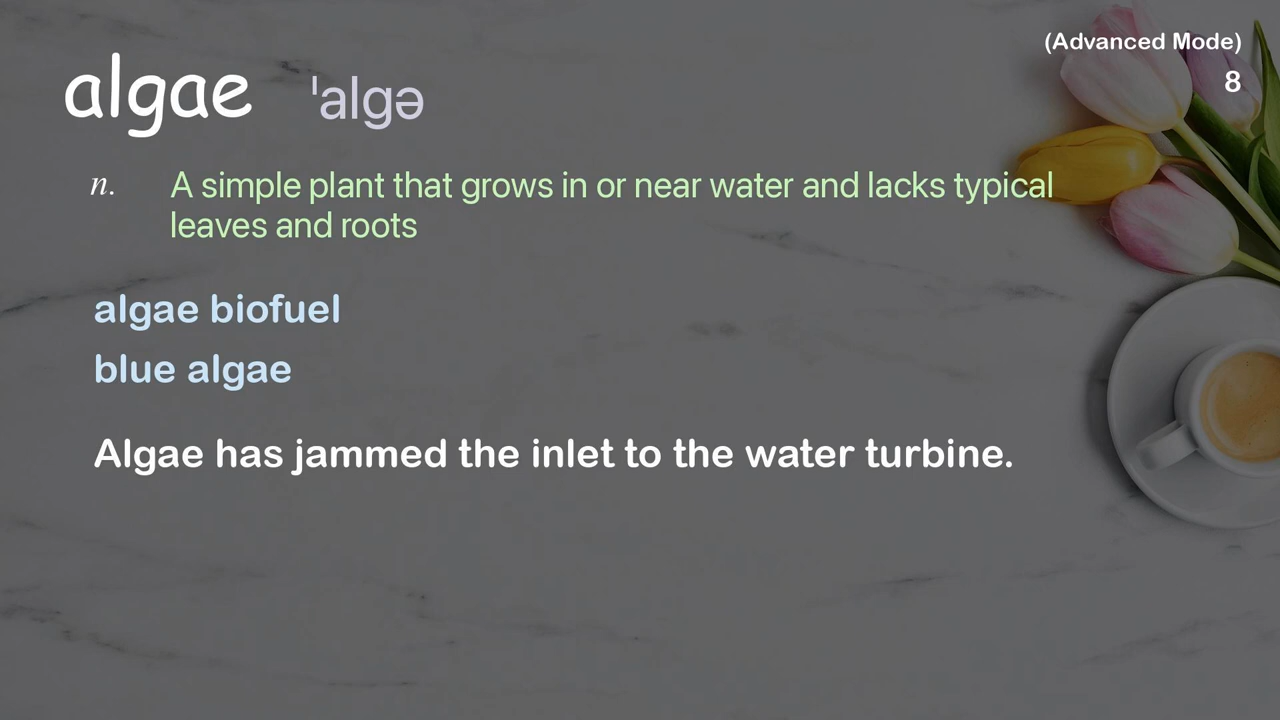 (Advanced Mode)
8
algae ˈalgə
n. A simple plant that grows in or near water and lacks typical
leaves and roots
algae biofuel
blue algae
Algae has jammed the inlet to the water turbine.